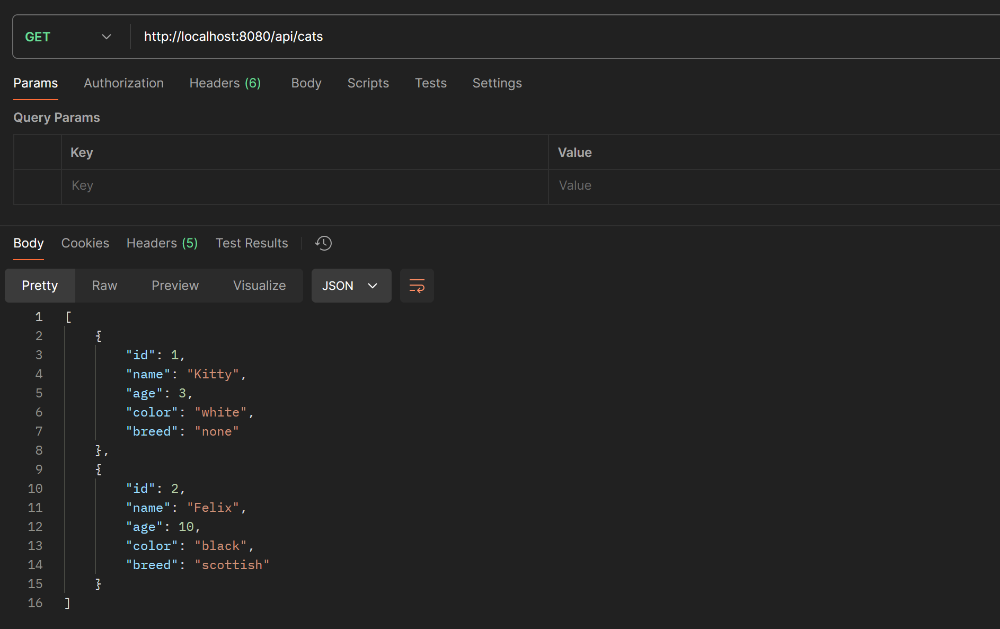 GET http://localhost:8080/api/cats
Params Authorization Headers (6) Body Scripts Tests Settings
Query Params
Key Value
Key Value
Body Cookies Headers (5) Test Results
Pretty Raw Preview Visualize JSON
1 [
2 {
3 "id": 1,
4 "name": "Kitty",
5 "age": 3,
6 "color": "white",
7 "breed": "none"
8 },
9 {
10 "id": 2,
11 "name": "Felix",
12 "age": 10,
13 "color": "black",
14 "breed": "scottish"
15 }
16 ]